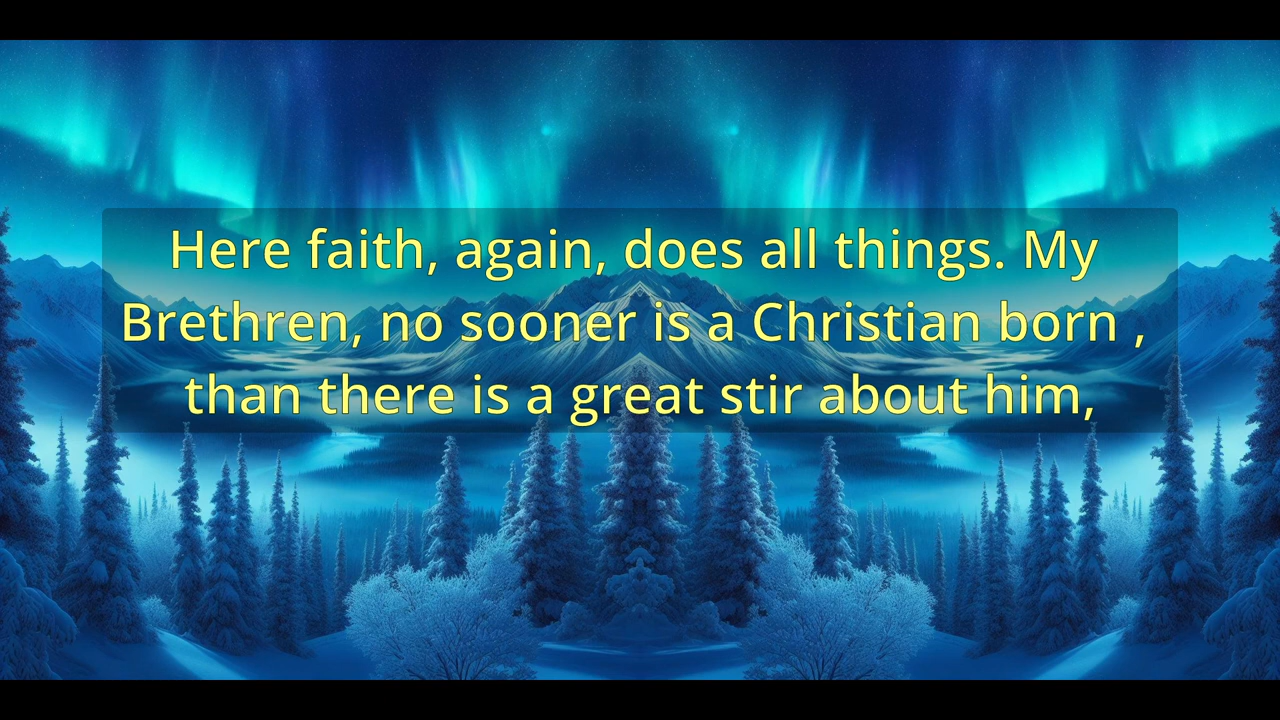 Here faith, again, does all things. My
Brethren, no sooner is a Christian born ,
than there is a great stir about him,